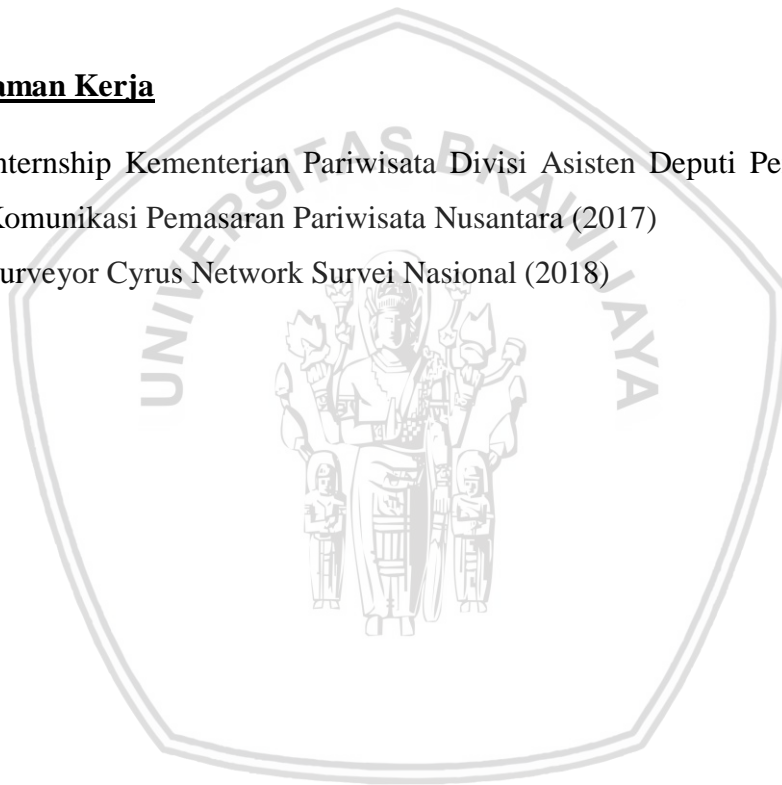 aman Kerja
nternship Kementerian Pariwisata Divisi Asisten Deputi Pe
Komunikasi Pemasaran Pariwisata Nusantara (2017)
urveyor Cyrus Network Survei Nasional (2018)
UNIVERSITAS BRAWIJAYA